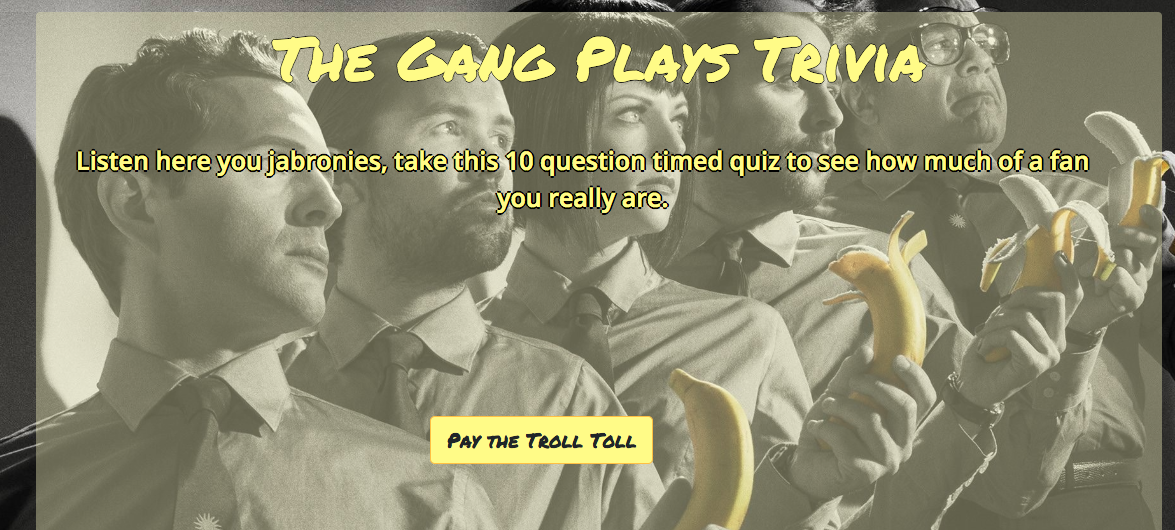 The Gang Plays Trivia
Listen here you jabronies, take this 10 question timed quiz to see how much of a fan
you really are.
Pay the Troll Toll